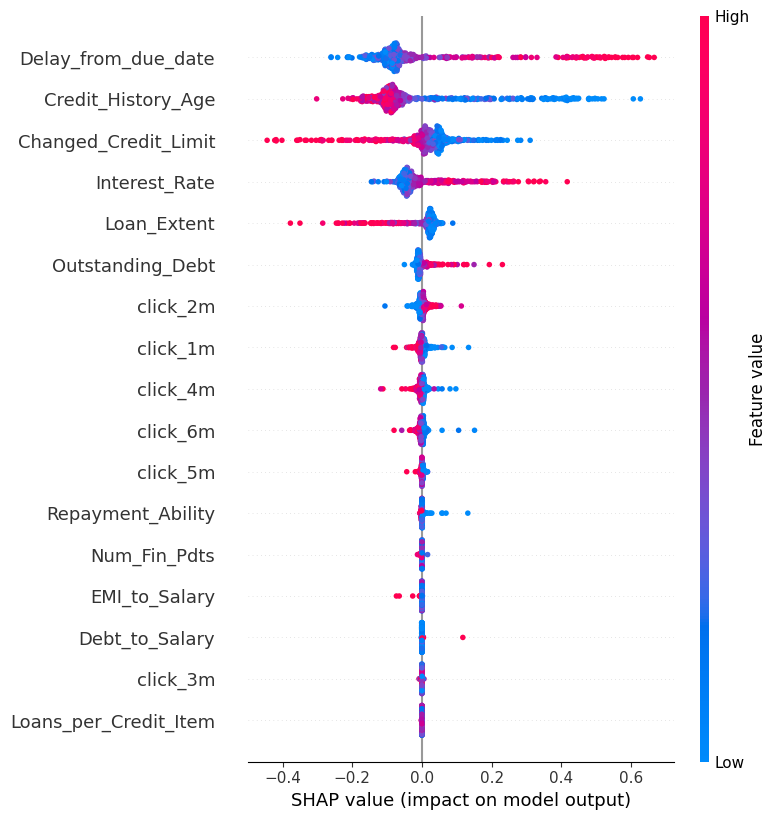 High
Delay_from_due_date
Credit_History_Age
Changed_Credit_Limit
Interest_Rate
Loan_Extent
Outstanding_Debt
click_2m
click_1m
click_4m
click_6m
click_5m
Repayment_Ability
Num_Fin_Pdts
EMI_to_Salary
Debt_to_Salary
click_3m
Loans_per_Credit_Item
Feature value
Low
−0.4 −0.2 0.0 0.2 0.4 0.6
SHAP value (impact on model output)